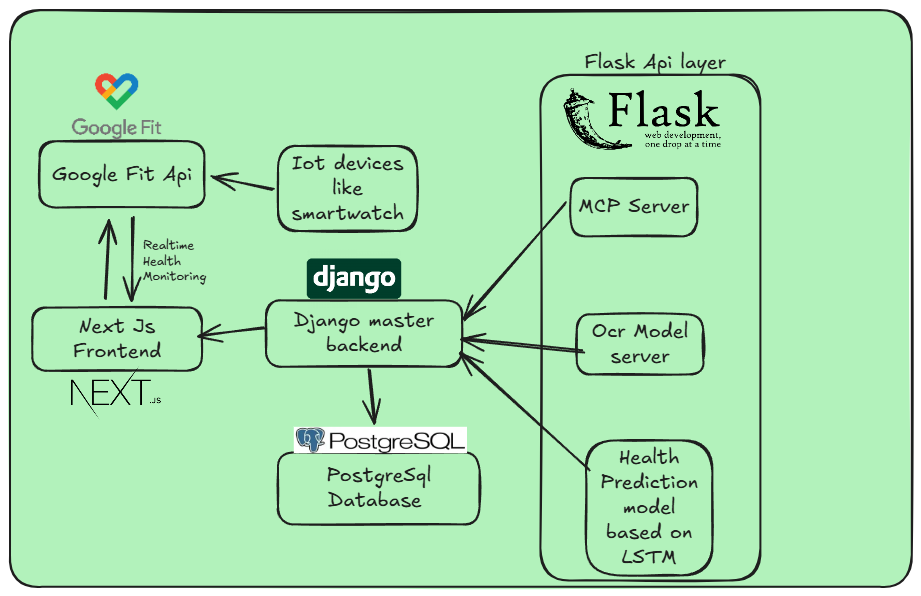 Google Fit
Google Fit Api
Iot devices
like
smartwatch
Realtime
Health
Monitoring
Next Js
Frontend
NEXT.JS
django
Django master
backend
PostgreSQL
PostgreSql
Database
Flask Api layer
Flask
web development,
one drop at a time
MCP Server
Ocr Model
server
Health
Prediction
model
based on
LSTM